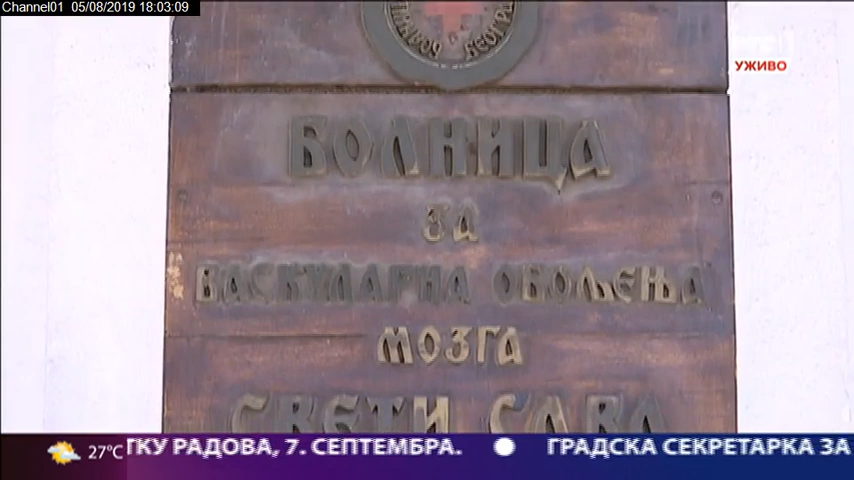 Channel01 05/08/2019 18:03:09
УЖИВО
БОЛНИЦА
ЗА
ВАСКУЛАРНА ОБОЉЕЊА
МОЗГА
СВЕТИ САВА
27°C ТКУ РАДОВА, 7. СЕПТЕМБРА. ГРАДСКА СЕКРЕТАРКА ЗА